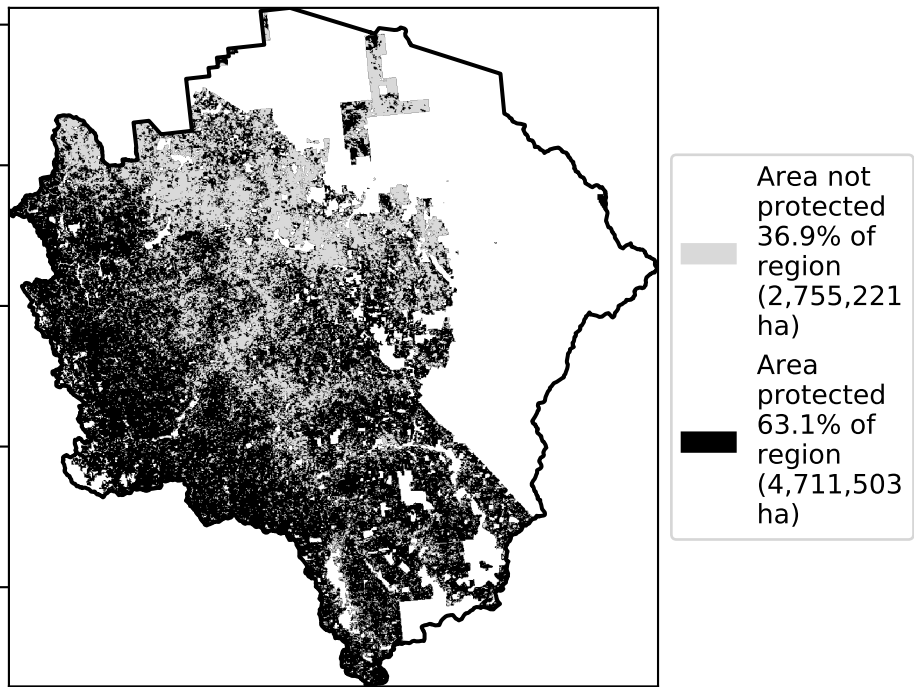 Area not
protected
36.9% of
region
(2,755,221
ha)
Area
protected
63.1% of
region
(4,711,503
ha)